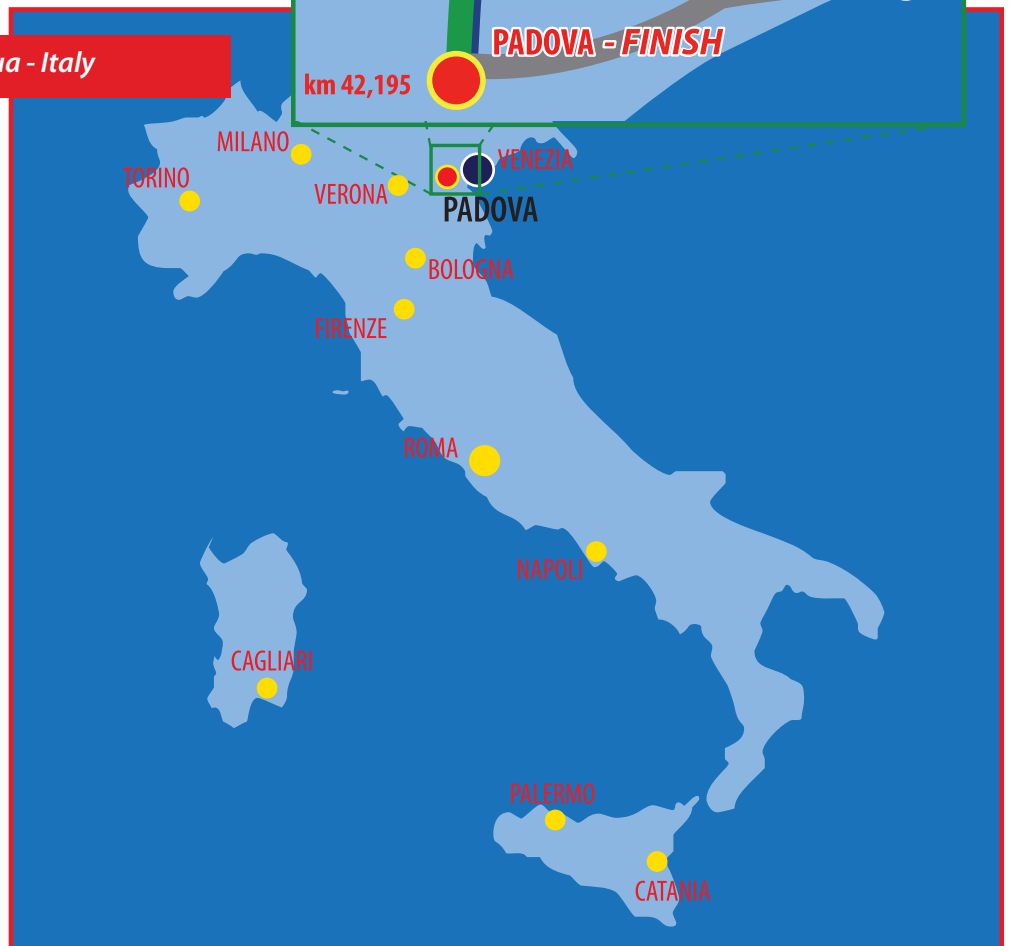 PADOVA - FINISH
ua - Italy
km 42,195
MILANO
VENEZIA
TORINO
VERONA
PADOVA
BOLOGNA
FIRENZE
ROMA
NAPOLI
CAGLIARI
PALERMO
CATANIA